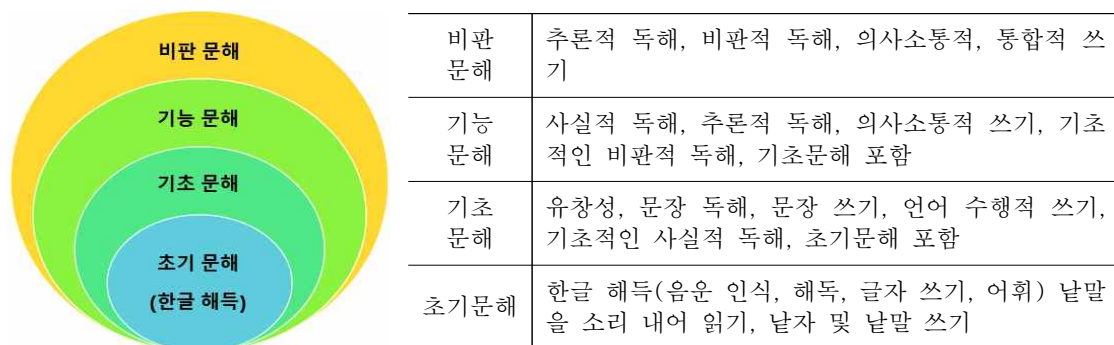 비판 문해
기능 문해
기초 문해
초기 문해
(한글 해득)
비판
문해
추론적 독해, 비판적 독해, 의사소통적, 통합적 쓰
기
기능
문해
사실적 독해, 추론적 독해, 의사소통적 쓰기, 기초
적인 비판적 독해, 기초문해 포함
기초
문해
유창성, 문장 독해, 문장 쓰기, 언어 수행적 쓰기,
기초적인 사실적 독해, 초기문해 포함
초기문해
한글 해득(음운 인식, 해독, 글자 쓰기, 어휘) 낱말
을 소리 내어 읽기, 낱자 및 낱말 쓰기